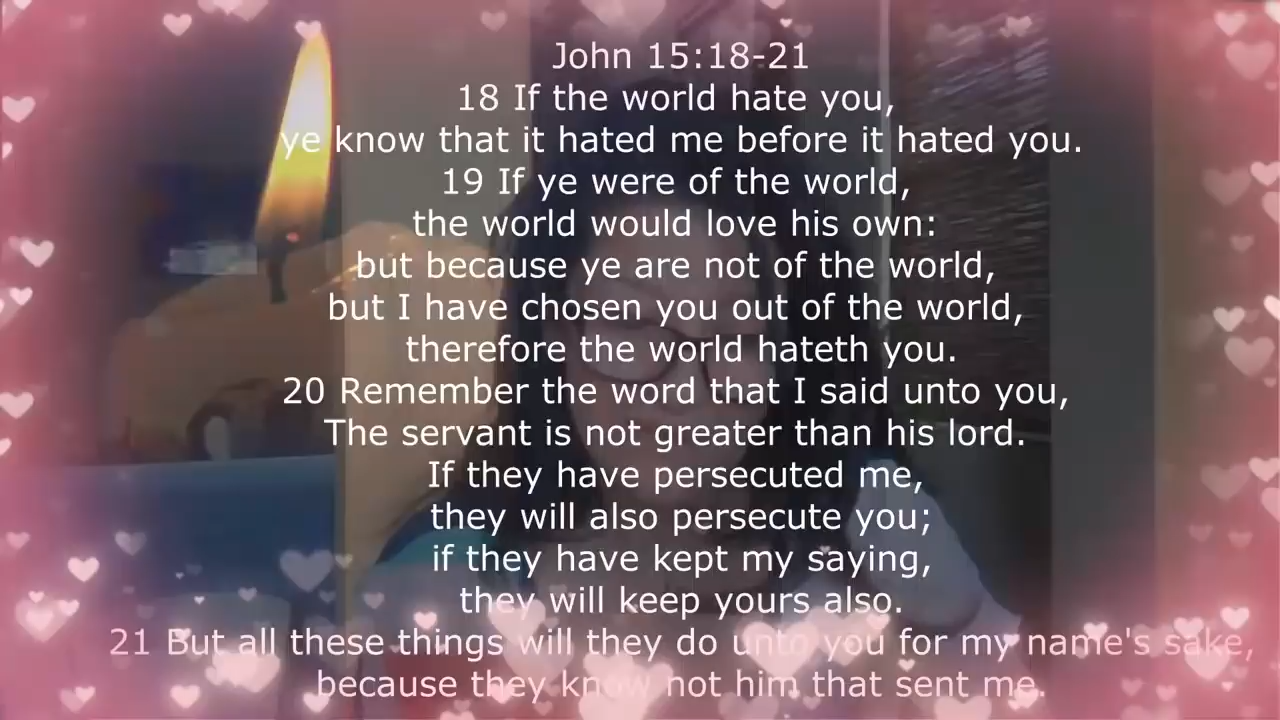 John 15:18-21
18 If the world hate you,
ye know that it hated me before it hated you.
19 If ye were of the world,
the world would love his own:
but because ye are not of the world,
but I have chosen you out of the world,
therefore the world hateth you.
20 Remember the word that I said unto you,
The servant is not greater than his lord.
If they have persecuted me,
they will also persecute you;
if they have kept my saying,
they will keep yours also.
21 But all these things will they do unto you for my name's sake,
because they know not him that sent me.